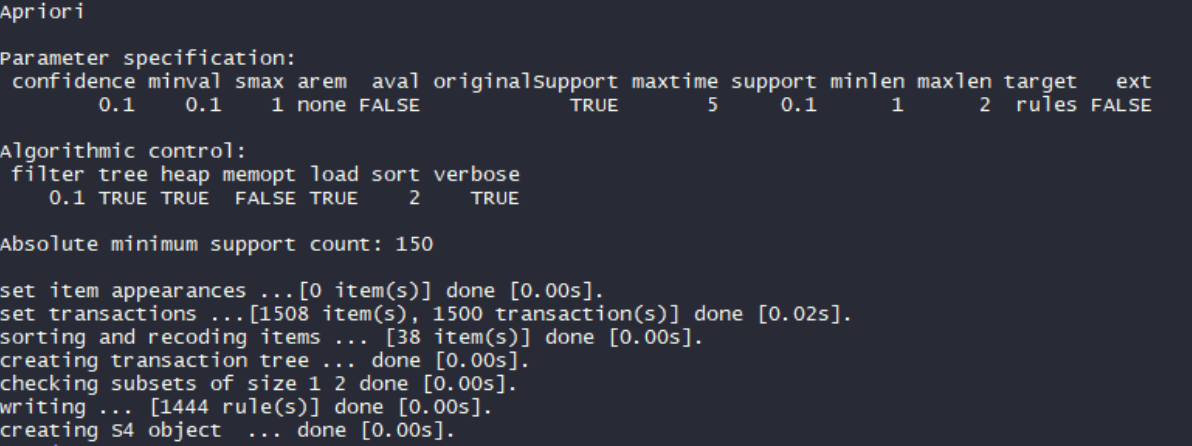 Apriori
Parameter specification:
confidence minval smax arem aval originalSupport maxtime support minlen maxlen target ext
0.1 0.1 1 none FALSE TRUE 5 0.1 1 2 rules FALSE
Algorithmic control:
filter tree heap memopt load sort verbose
0.1 TRUE TRUE FALSE TRUE 2 TRUE
Absolute minimum support count: 150
set item appearances ...[0 item(s)] done [0.00s].
set transactions ...[1508 item(s), 1500 transaction(s)] done [0.02s].
sorting and recoding items ... [38 item(s)] done [0.00s].
creating transaction tree ... done [0.00s].
checking subsets of size 1 2 done [0.00s].
writing ... [1444 rule(s)] done [0.00s].
creating S4 object ... done [0.00s].